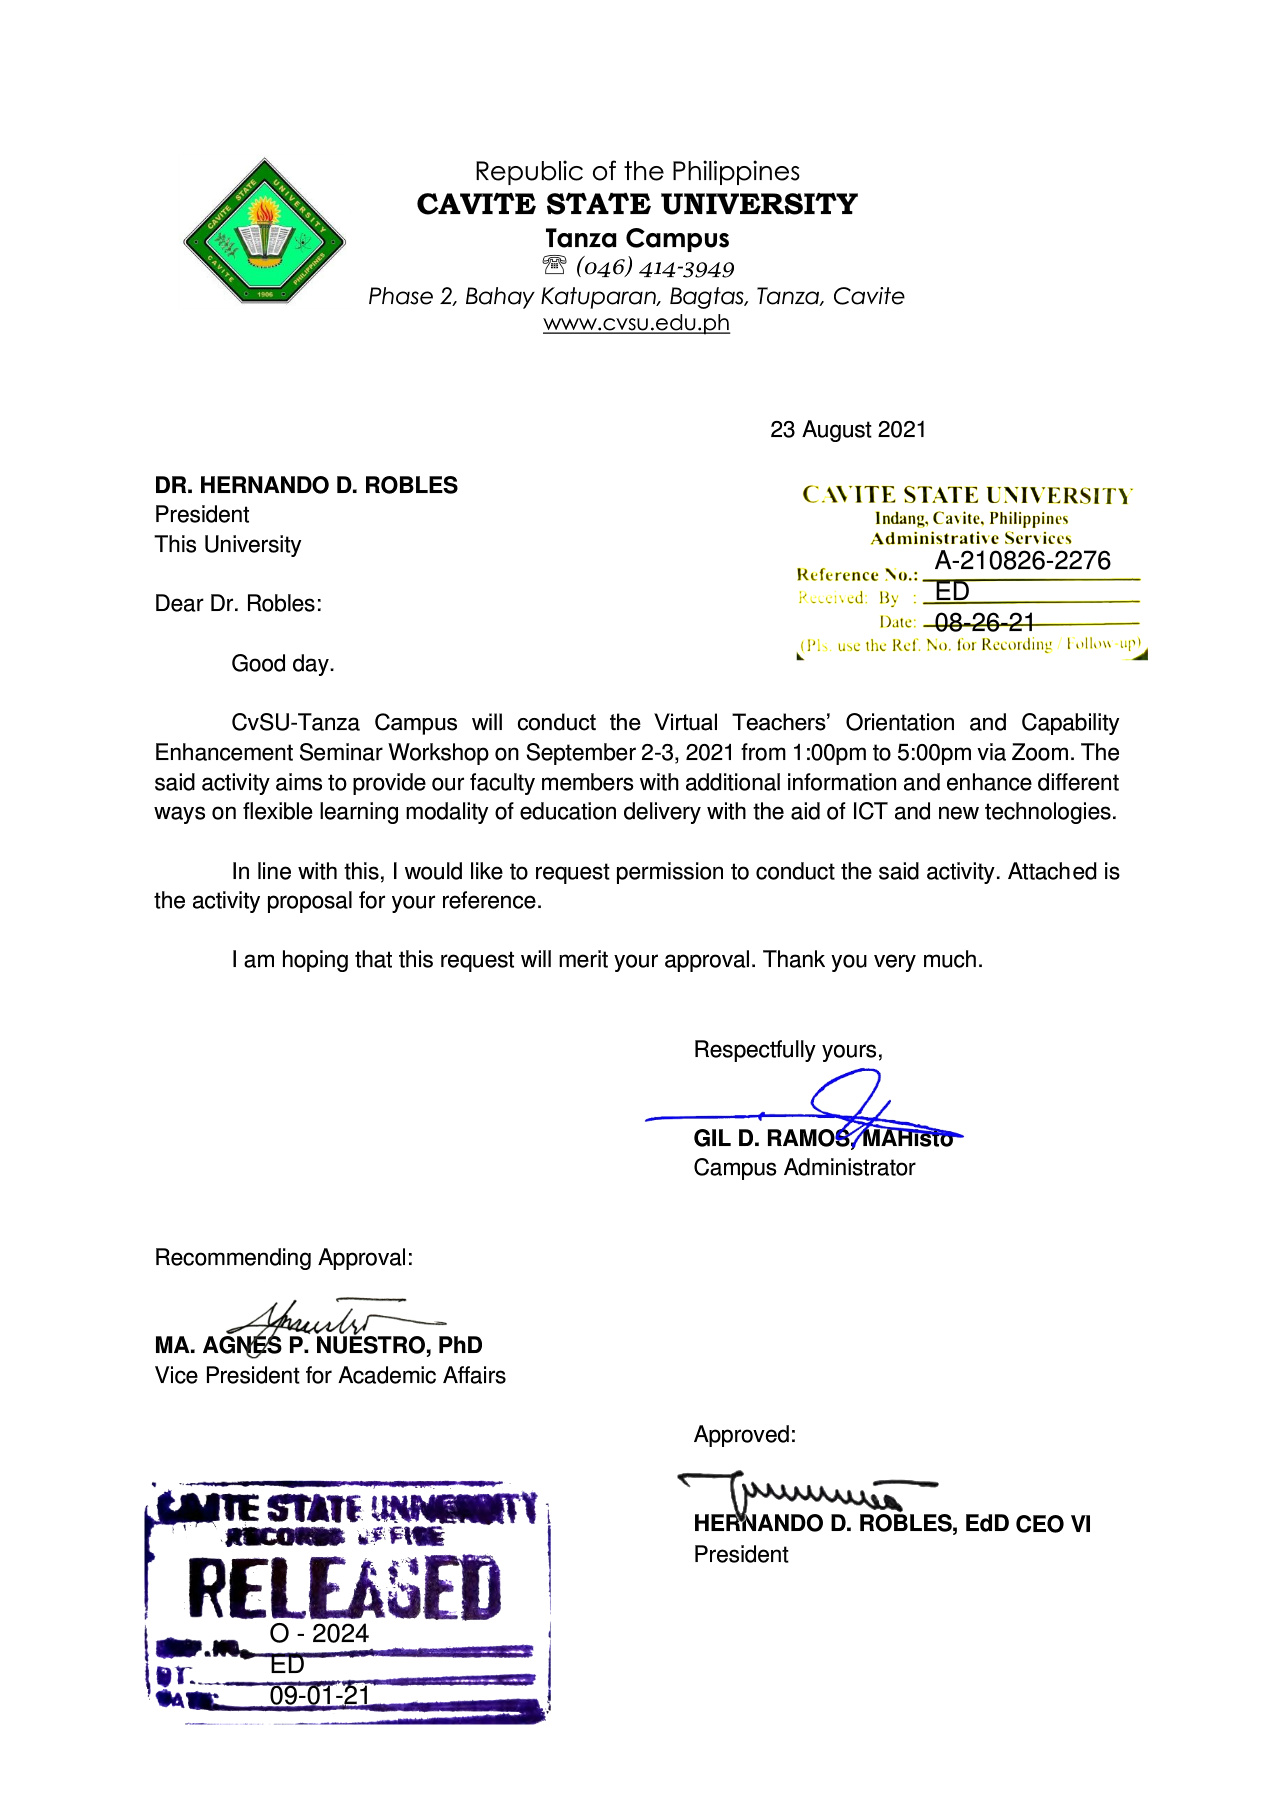 Republic of the Philippines
CAVITE STATE UNIVERSITY
Tanza Campus
☏ (046) 414-3949
Phase 2, Bahay Katuparan, Bagtas, Tanza, Cavite
www.cvsu.edu.ph
CAVITE STATE UNIVERSITY
CAVITE PHILIPPINES
1906
23 August 2021
DR. HERNANDO D. ROBLES
President
This University
CAVITE STATE UNIVERSITY
Indang, Cavite, Philippines
Administrative Services
Reference No.: A-210826-2276
Received: By : ED
Date: 08-26-21
(Pls. use the Ref. No. for Recording / Follow-up)
Dear Dr. Robles:
Good day.
CvSU-Tanza Campus will conduct the Virtual Teachers’ Orientation and Capability
Enhancement Seminar Workshop on September 2-3, 2021 from 1:00pm to 5:00pm via Zoom. The
said activity aims to provide our faculty members with additional information and enhance different
ways on flexible learning modality of education delivery with the aid of ICT and new technologies.
In line with this, I would like to request permission to conduct the said activity. Attached is
the activity proposal for your reference.
I am hoping that this request will merit your approval. Thank you very much.
Respectfully yours,
GIL D. RAMOS, MAHisto
Campus Administrator
Recommending Approval:
MA. AGNES P. NUESTRO, PhD
Vice President for Academic Affairs
Approved:
HERNANDO D. ROBLES, EdD CEO VI
President
CAVITE STATE UNIVERSITY
RECORDS OFFICE
RELEASED
O - 2024
BY ED
DATE: 09-01-21